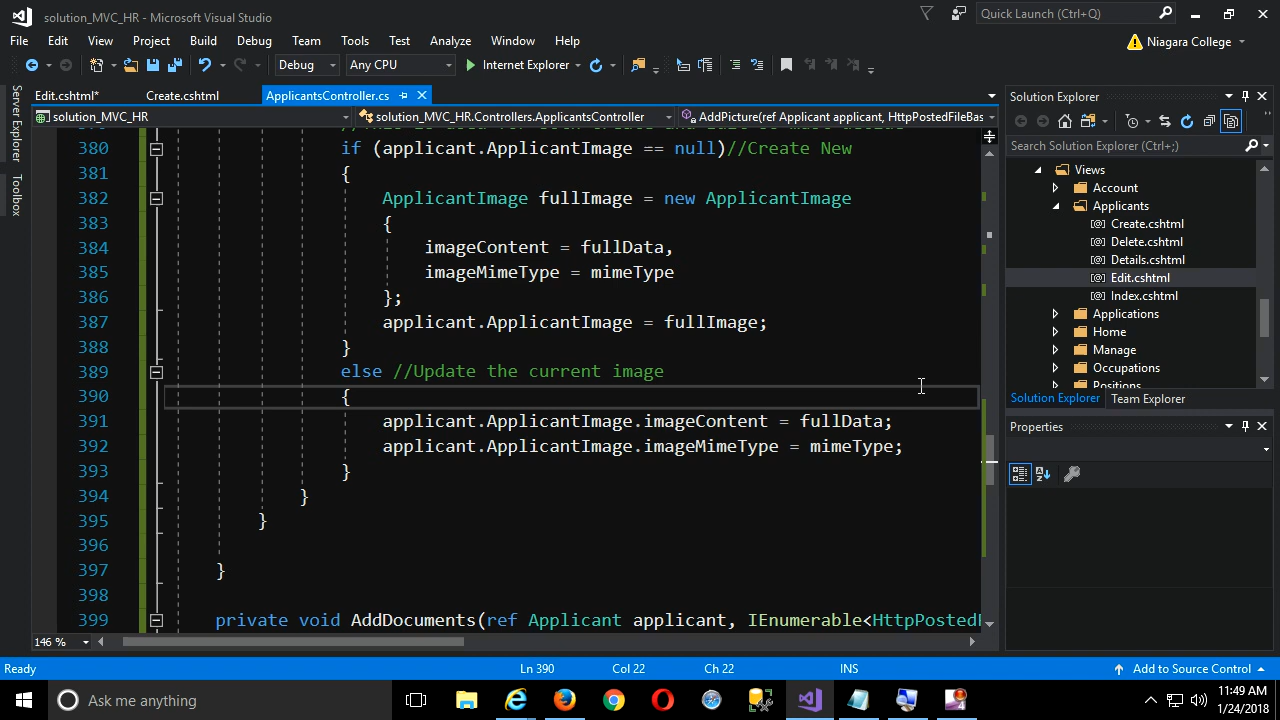 solution_MVC_HR - Microsoft Visual Studio
Quick Launch (Ctrl+Q)
File Edit View Project Build Debug Team Tools Test Analyze Window Help
Niagara College
Debug Any CPU Internet Explorer
Server Explorer
Toolbox
Edit.cshtml* Create.cshtml ApplicantsController.cs
solution_MVC_HR solution_MVC_HR.Controllers.ApplicantsController AddPicture(ref Applicant applicant, HttpPostedFileBas
380 if (applicant.ApplicantImage == null)//Create New
381 {
382 ApplicantImage fullImage = new ApplicantImage
383 {
384 imageContent = fullData,
385 imageMimeType = mimeType
386 };
387 applicant.ApplicantImage = fullImage;
388 }
389 else //Update the current image
390 {
391 applicant.ApplicantImage.imageContent = fullData;
392 applicant.ApplicantImage.imageMimeType = mimeType;
393 }
394 }
395 }
396
397 }
398
399 private void AddDocuments(ref Applicant applicant, IEnumerable<HttpPosted
146 %
Solution Explorer
Search Solution Explorer (Ctrl+;)
Views
Account
Applicants
Create.cshtml
Delete.cshtml
Details.cshtml
Edit.cshtml
Index.cshtml
Applications
Home
Manage
Occupations
Positions
Solution Explorer Team Explorer
Properties
Ready Ln 390 Col 22 Ch 22 INS Add to Source Control
Ask me anything
11:49 AM
1/24/2018